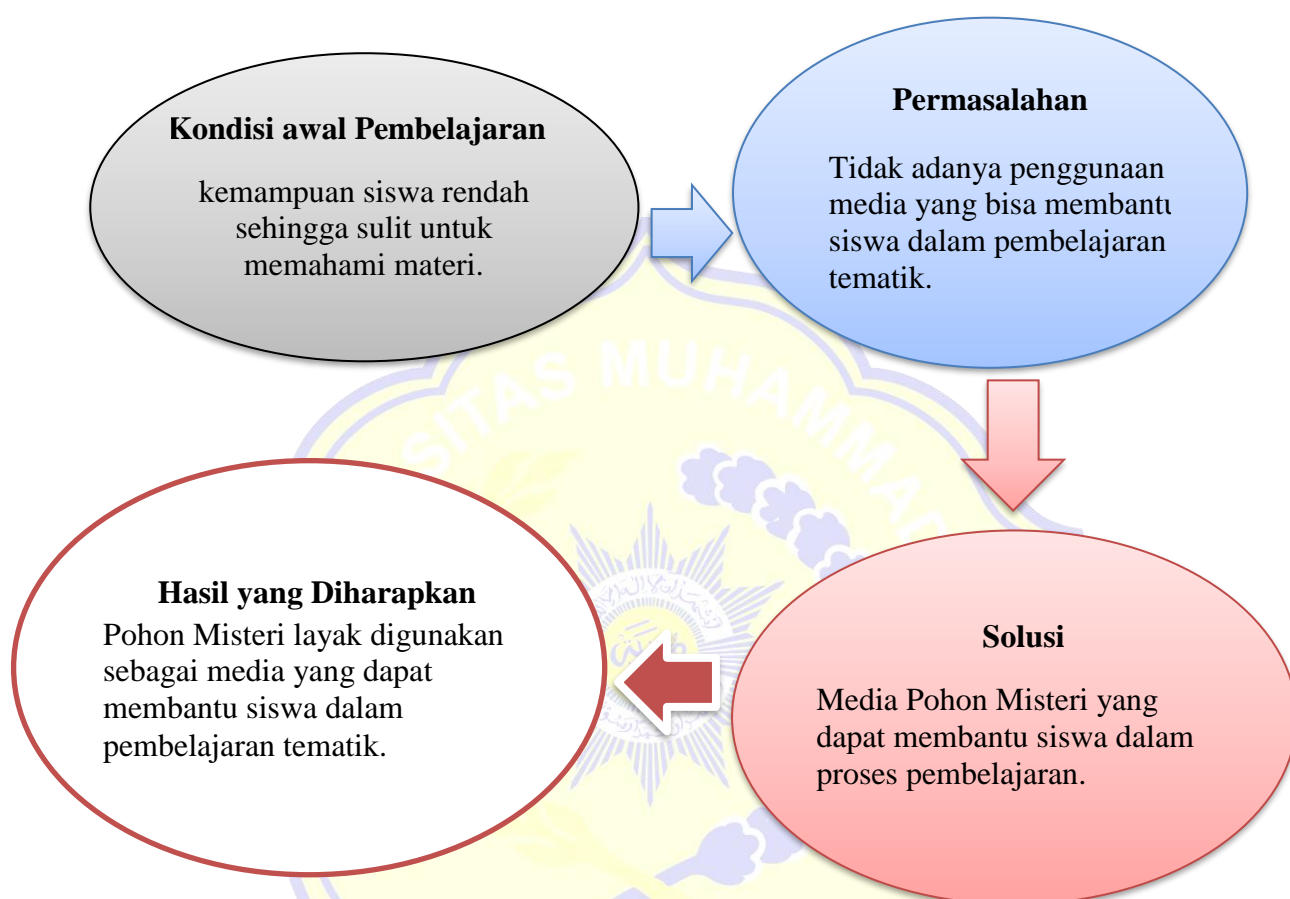 Kondisi awal Pembelajaran
kemampuan siswa rendah
sehingga sulit untuk
memahami materi.
Permasalahan
Tidak adanya penggunaan
media yang bisa membantu
siswa dalam pembelajaran
tematik.
Solusi
Media Pohon Misteri yang
dapat membantu siswa dalam
proses pembelajaran.
Hasil yang Diharapkan
Pohon Misteri layak digunakan
sebagai media yang dapat
membantu siswa dalam
pembelajaran tematik.
SITAS MUHAMMAD